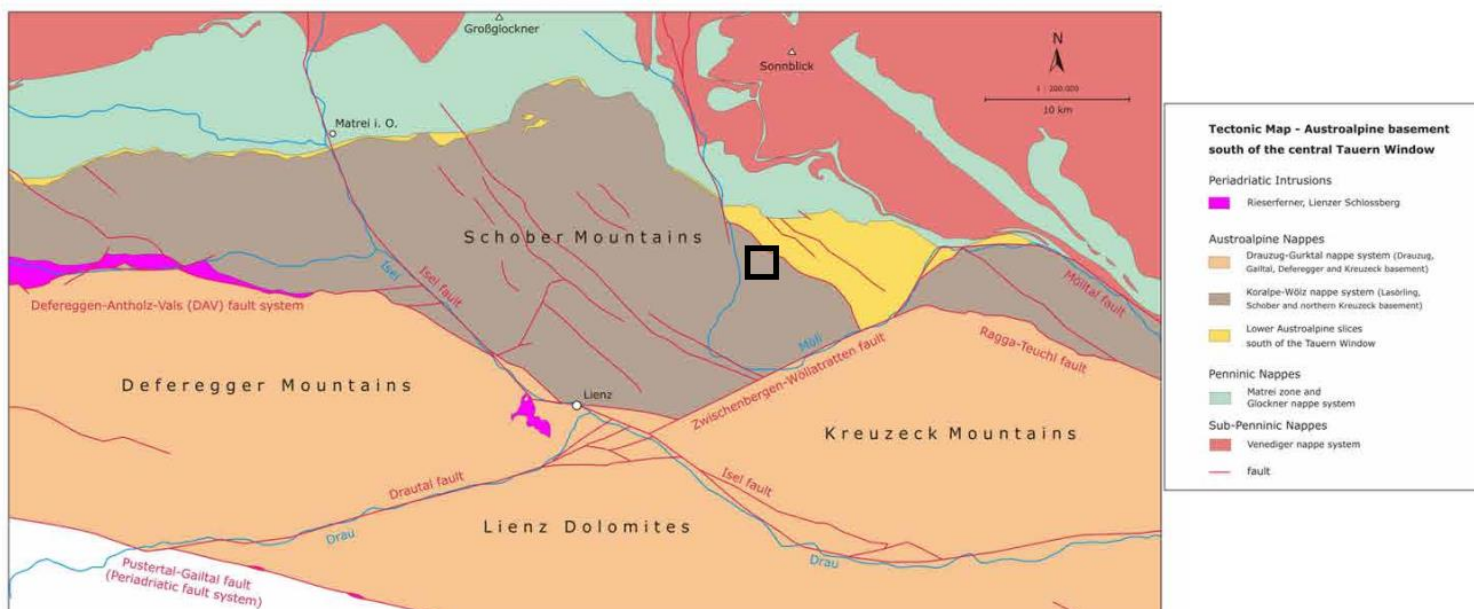 Großglockner
Sonnblick
N
1 : 200.000
10 km
Matrei i. O.
Schober Mountains
Isel
Isel fault
Defereggen-Antholz-Vals (DAV) fault system
Mölltal fault
Ragga-Teuchl fault
Möll
Zwischenbergen-Wöllatratten fault
Deferegger Mountains
Lienz
Kreuzeck Mountains
Drautal fault
Isel fault
Lienz Dolomites
Drau
Drau
Pustertal-Gailtal fault
(Periadriatic fault system)
Tectonic Map - Austroalpine basement
south of the central Tauern Window
Periadriatic Intrusions
Rieserferner, Lienzer Schlossberg
Austroalpine Nappes
Drauzug-Gurktal nappe system (Drauzug,
Gailtal, Deferegger and Kreuzeck basement)
Koralpe-Wölz nappe system (Lasörling,
Schober and northern Kreuzeck basement)
Lower Austroalpine slices
south of the Tauern Window
Penninic Nappes
Matrei zone and
Glockner nappe system
Sub-Penninic Nappes
Venediger nappe system
fault